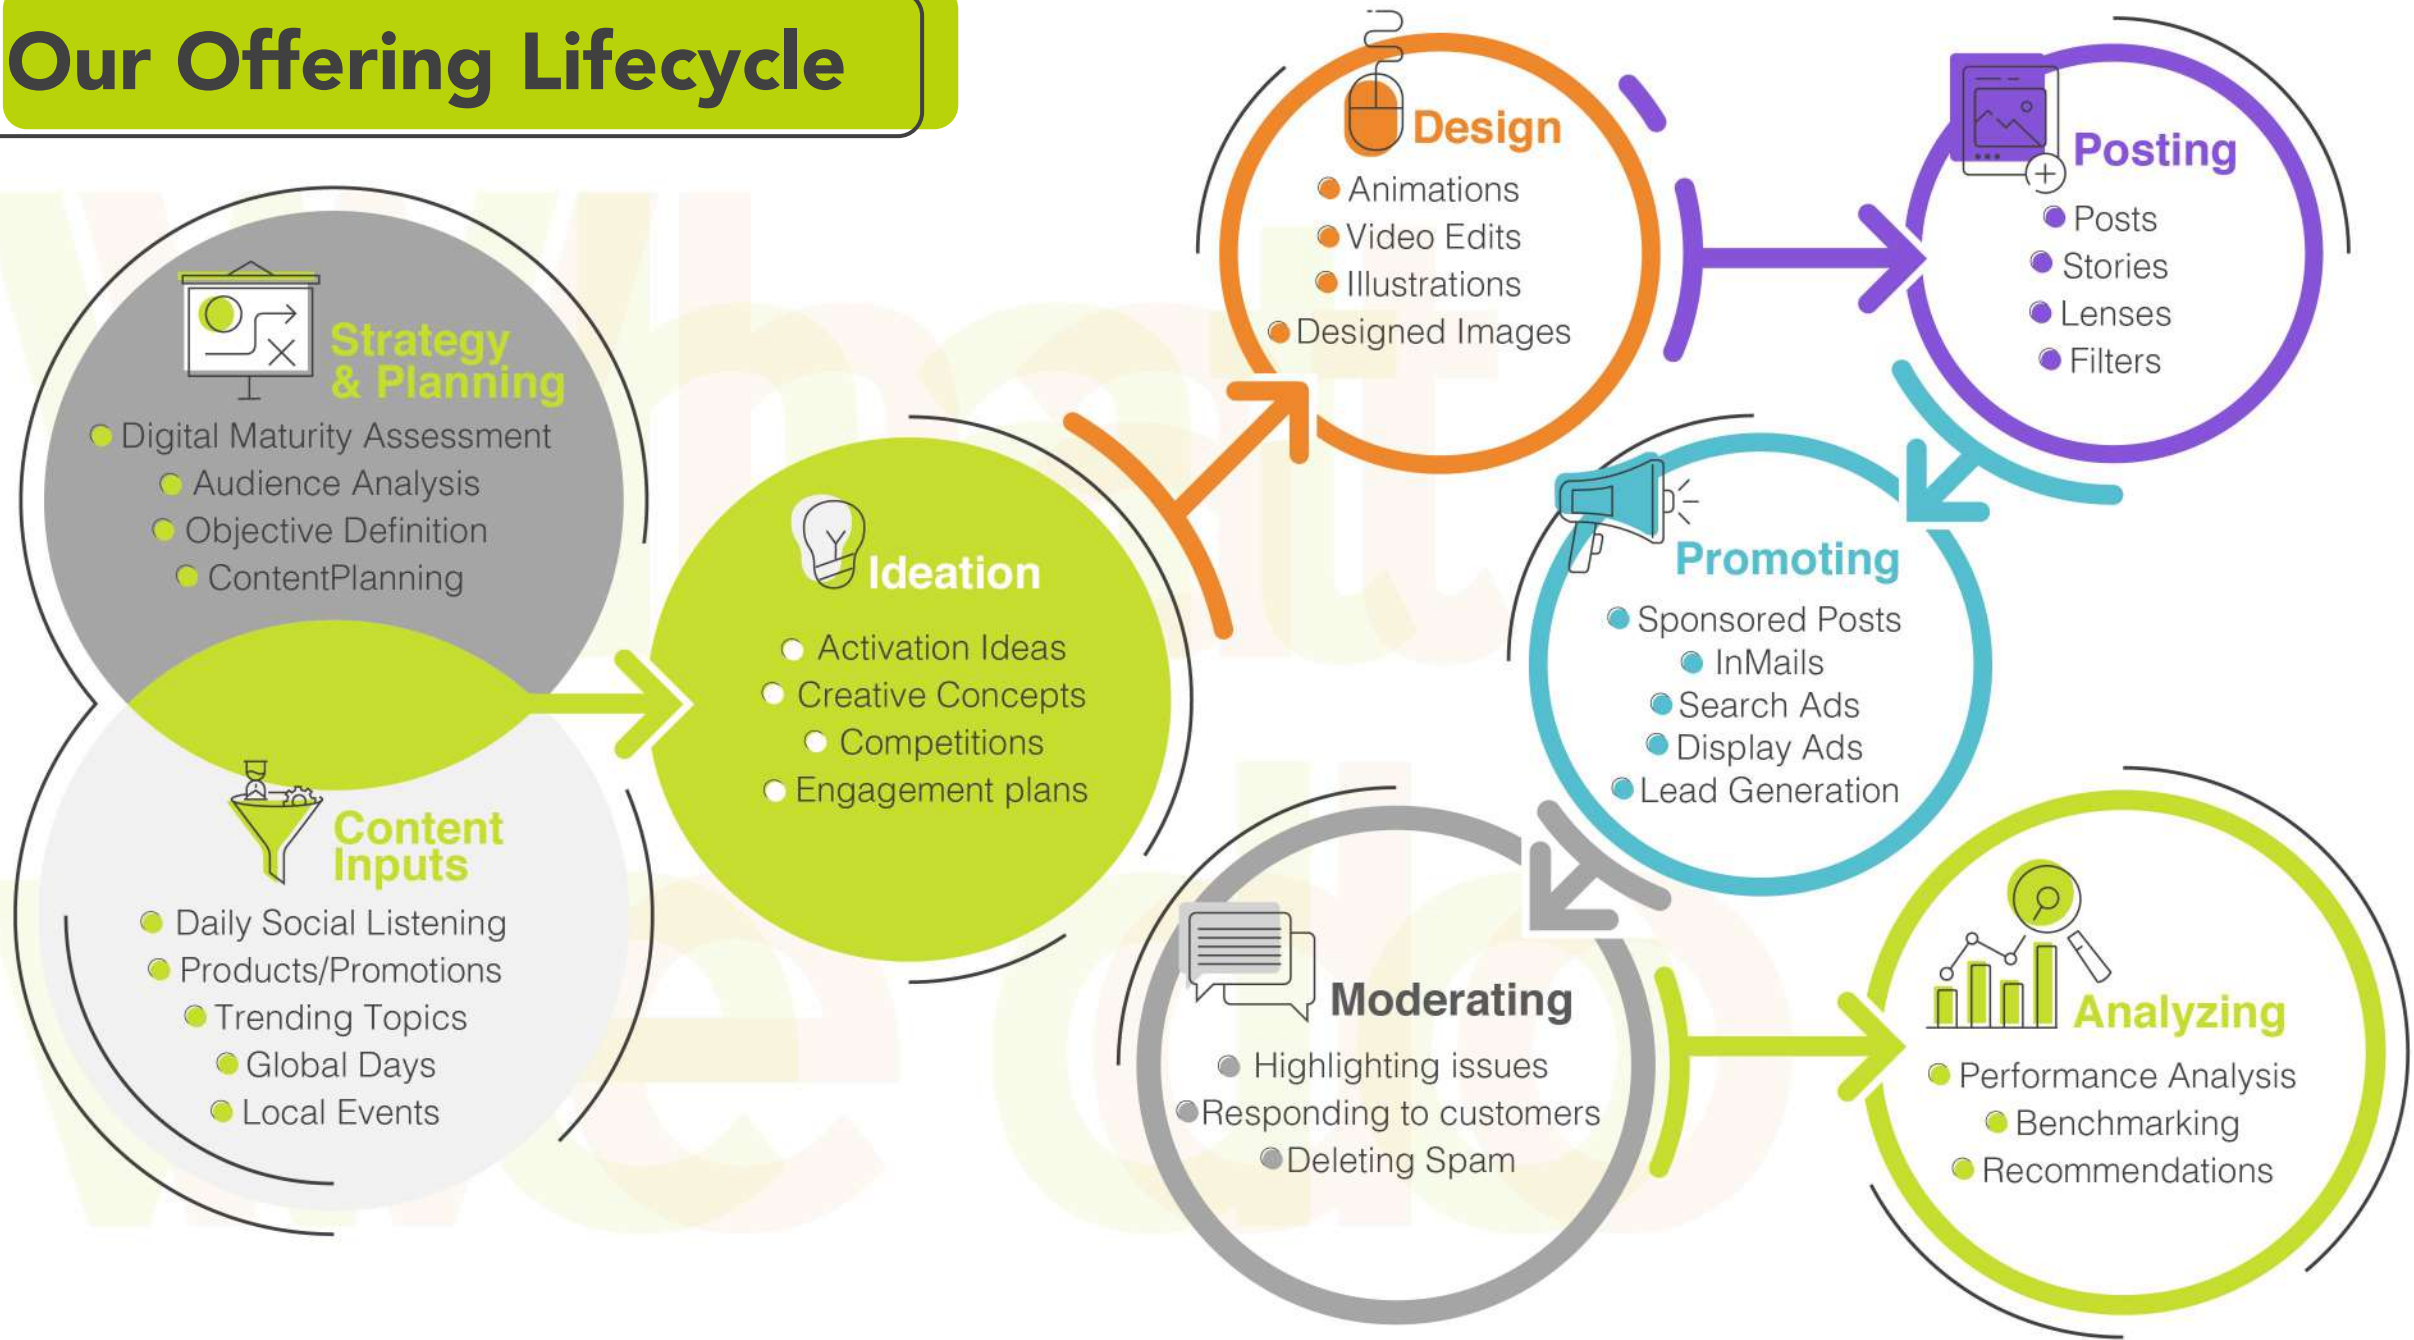 Our Offering Lifecycle
Strategy
& Planning
Digital Maturity Assessment
Audience Analysis
Objective Definition
ContentPlanning
Content
Inputs
Daily Social Listening
Products/Promotions
Trending Topics
Global Days
Local Events
Ideation
Activation Ideas
Creative Concepts
Competitions
Engagement plans
Design
Animations
Video Edits
Illustrations
Designed Images
Posting
Posts
Stories
Lenses
Filters
Promoting
Sponsored Posts
InMails
Search Ads
Display Ads
Lead Generation
Moderating
Highlighting issues
Responding to customers
Deleting Spam
Analyzing
Performance Analysis
Benchmarking
Recommendations
What
we do